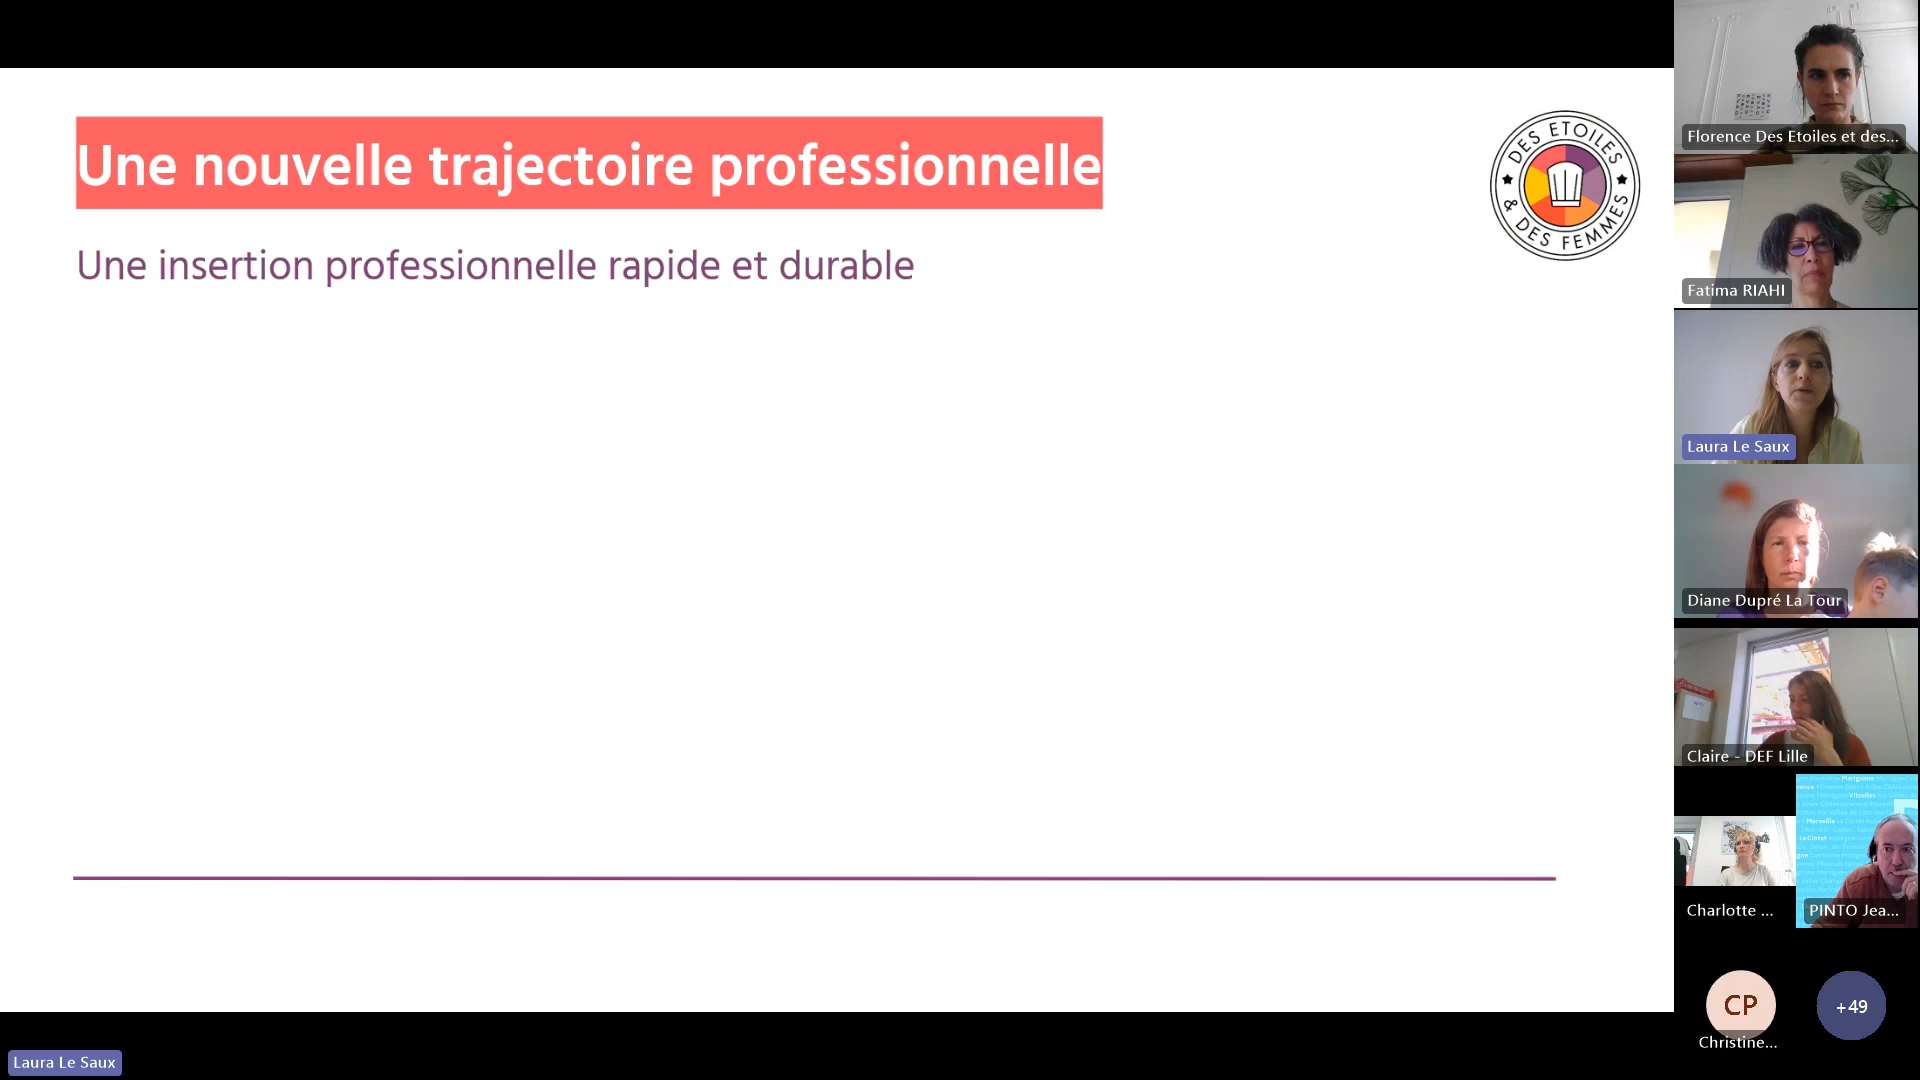 Une nouvelle trajectoire professionnelle
Une insertion professionnelle rapide et durable
DES ETOILES
& DES FEMMES
Florence Des Etoiles et des...
Fatima RIAHI
Laura Le Saux
Diane Dupré La Tour
Claire - DEF Lille
Charlotte ...
PINTO Jea...
CP
+49
Christine...
Laura Le Saux